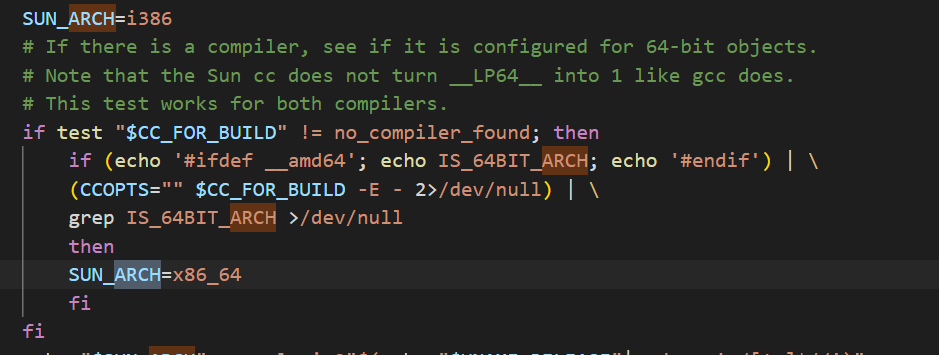 SUN_ARCH=i386
# If there is a compiler, see if it is configured for 64-bit objects.
# Note that the Sun cc does not turn __LP64__ into 1 like gcc does.
# This test works for both compilers.
if test "$CC_FOR_BUILD" != no_compiler_found; then
if (echo '#ifdef __amd64'; echo IS_64BIT_ARCH; echo '#endif') | \
(CCOPTS="" $CC_FOR_BUILD -E - 2>/dev/null) | \
grep IS_64BIT_ARCH >/dev/null
then
SUN_ARCH=x86_64
fi
fi